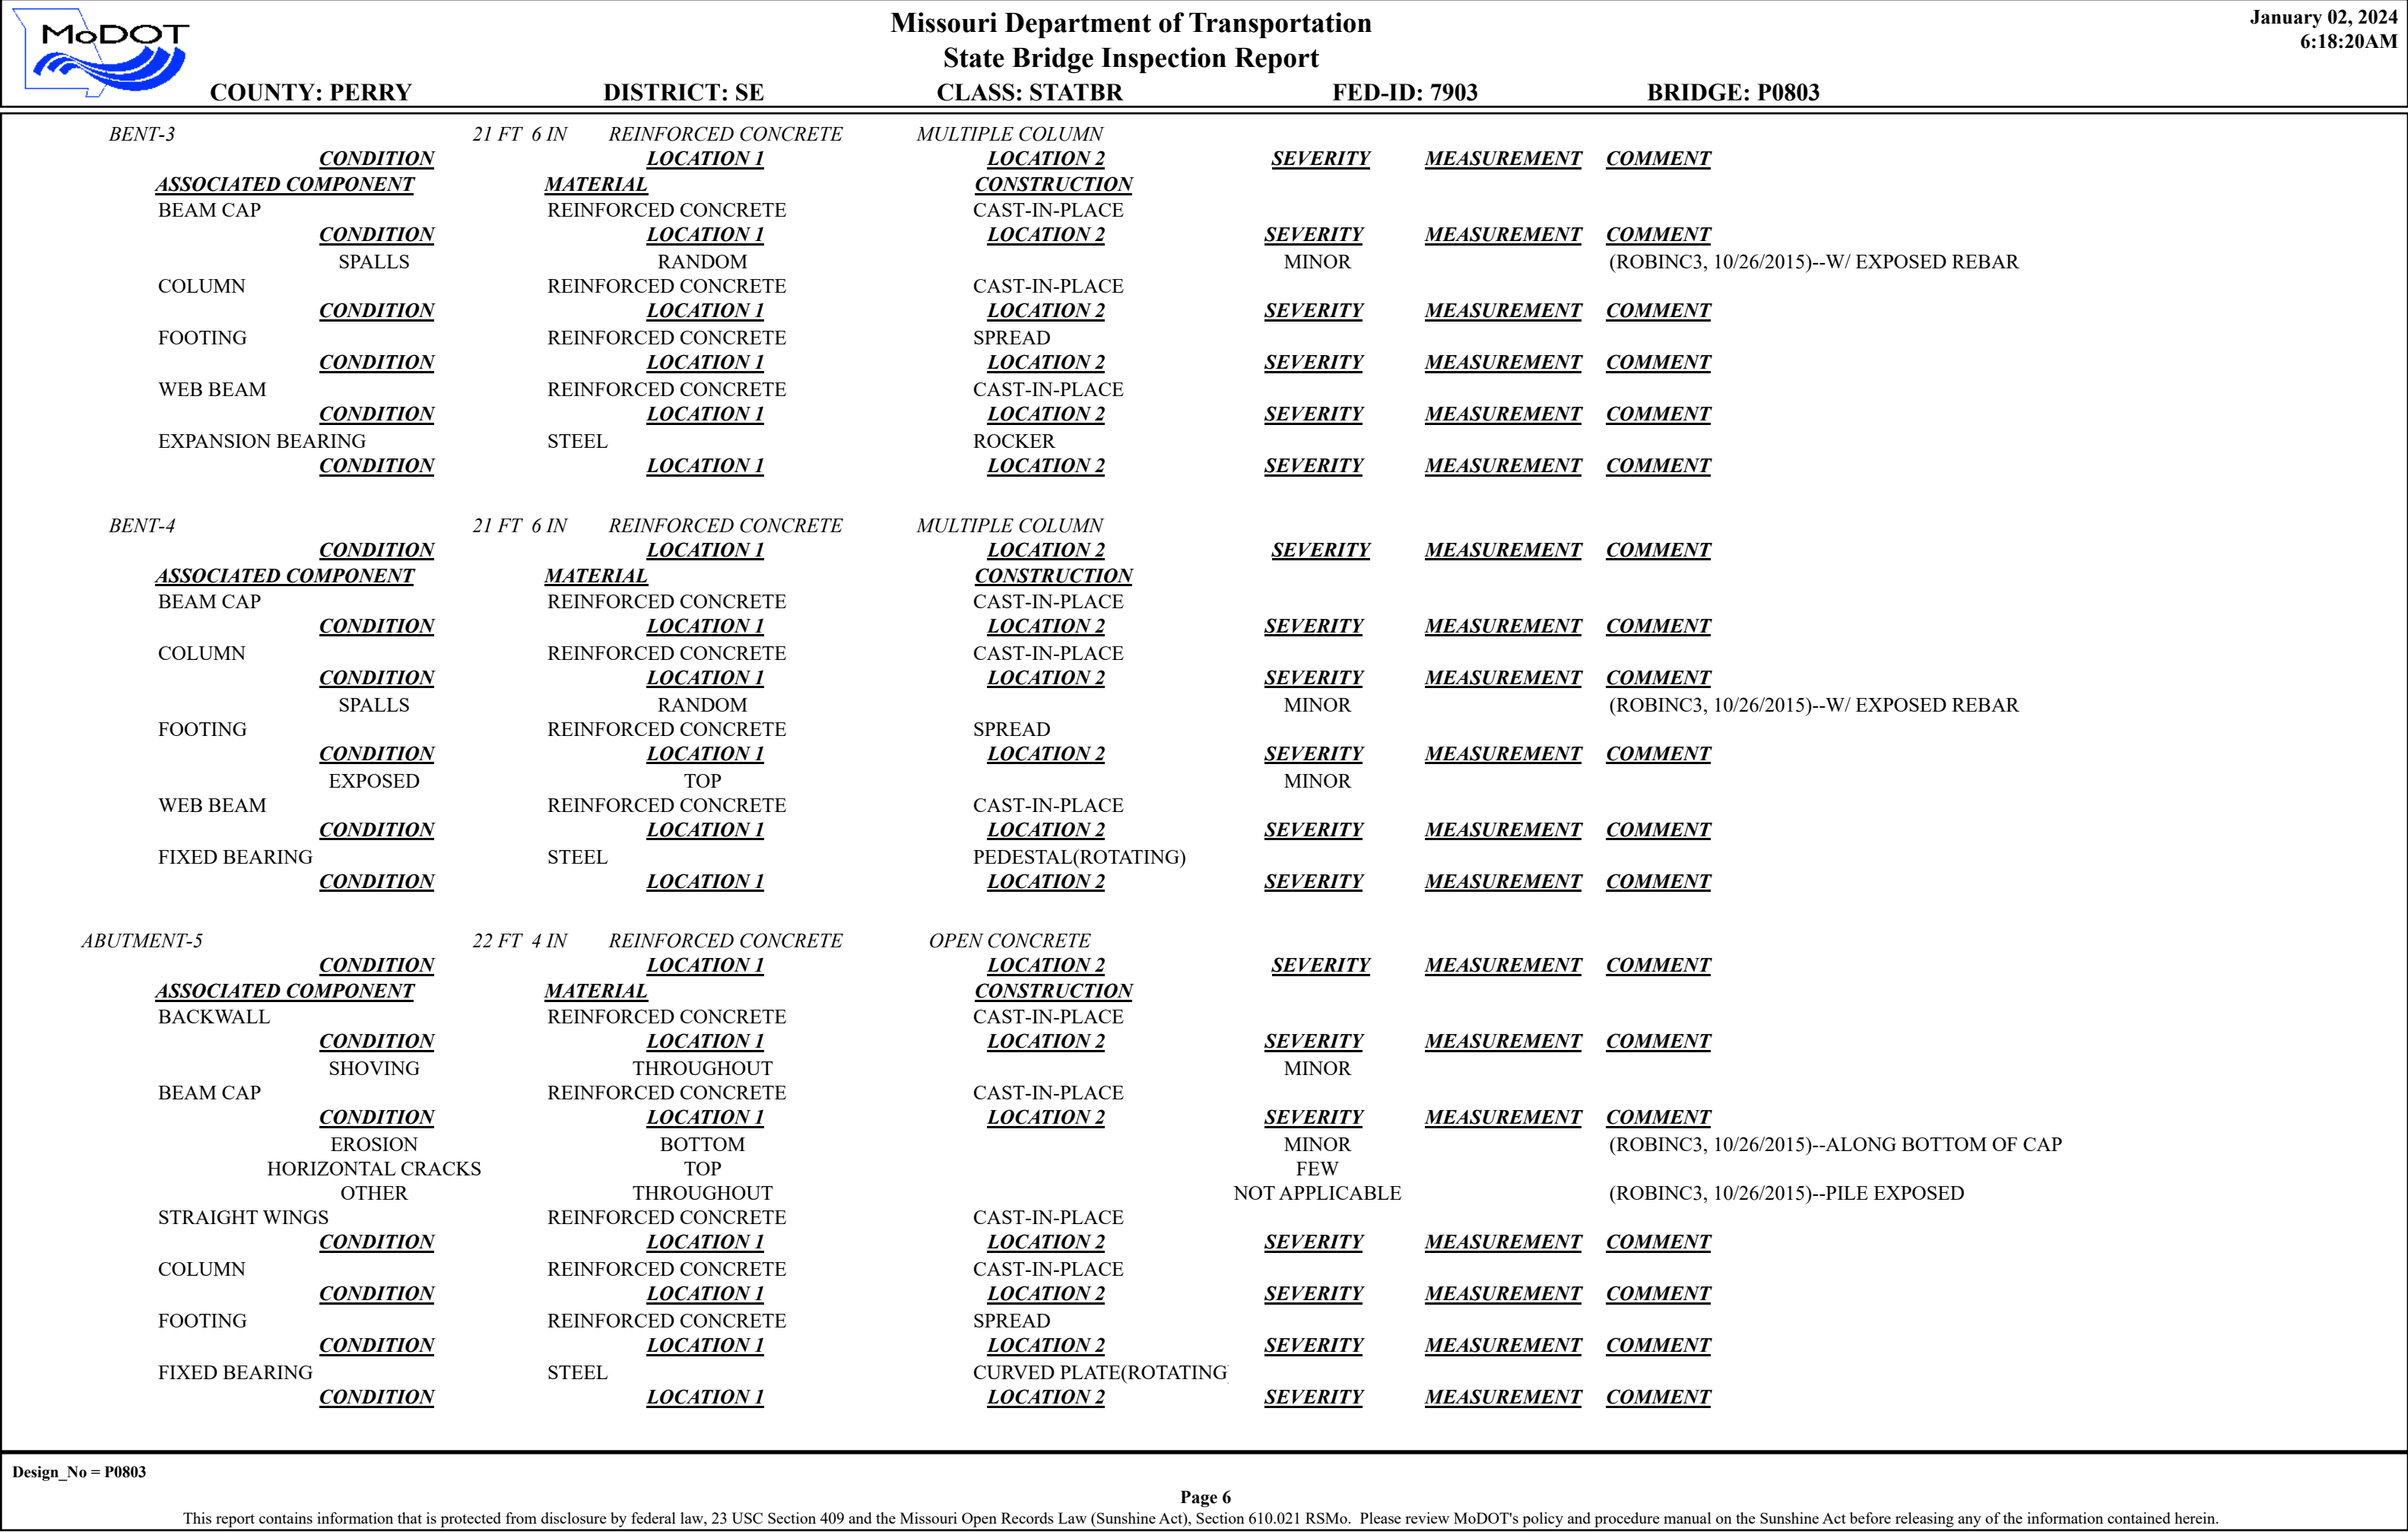 MoDOT
Missouri Department of Transportation
State Bridge Inspection Report
January 02, 2024
6:18:20AM
COUNTY: PERRY DISTRICT: SE CLASS: STATBR FED-ID: 7903 BRIDGE: P0803
BENT-3 21 FT 6 IN REINFORCED CONCRETE MULTIPLE COLUMN
CONDITION LOCATION 1 LOCATION 2 SEVERITY MEASUREMENT COMMENT
ASSOCIATED COMPONENT MATERIAL CONSTRUCTION
BEAM CAP REINFORCED CONCRETE CAST-IN-PLACE
CONDITION LOCATION 1 LOCATION 2 SEVERITY MEASUREMENT COMMENT
SPALLS RANDOM MINOR (ROBINC3, 10/26/2015)--W/ EXPOSED REBAR
COLUMN REINFORCED CONCRETE CAST-IN-PLACE
CONDITION LOCATION 1 LOCATION 2 SEVERITY MEASUREMENT COMMENT
FOOTING REINFORCED CONCRETE SPREAD
CONDITION LOCATION 1 LOCATION 2 SEVERITY MEASUREMENT COMMENT
WEB BEAM REINFORCED CONCRETE CAST-IN-PLACE
CONDITION LOCATION 1 LOCATION 2 SEVERITY MEASUREMENT COMMENT
EXPANSION BEARING STEEL ROCKER
CONDITION LOCATION 1 LOCATION 2 SEVERITY MEASUREMENT COMMENT
BENT-4 21 FT 6 IN REINFORCED CONCRETE MULTIPLE COLUMN
CONDITION LOCATION 1 LOCATION 2 SEVERITY MEASUREMENT COMMENT
ASSOCIATED COMPONENT MATERIAL CONSTRUCTION
BEAM CAP REINFORCED CONCRETE CAST-IN-PLACE
CONDITION LOCATION 1 LOCATION 2 SEVERITY MEASUREMENT COMMENT
COLUMN REINFORCED CONCRETE CAST-IN-PLACE
CONDITION LOCATION 1 LOCATION 2 SEVERITY MEASUREMENT COMMENT
SPALLS RANDOM MINOR (ROBINC3, 10/26/2015)--W/ EXPOSED REBAR
FOOTING REINFORCED CONCRETE SPREAD
CONDITION LOCATION 1 LOCATION 2 SEVERITY MEASUREMENT COMMENT
EXPOSED TOP MINOR
WEB BEAM REINFORCED CONCRETE CAST-IN-PLACE
CONDITION LOCATION 1 LOCATION 2 SEVERITY MEASUREMENT COMMENT
FIXED BEARING STEEL PEDESTAL(ROTATING)
CONDITION LOCATION 1 LOCATION 2 SEVERITY MEASUREMENT COMMENT
ABUTMENT-5 22 FT 4 IN REINFORCED CONCRETE OPEN CONCRETE
CONDITION LOCATION 1 LOCATION 2 SEVERITY MEASUREMENT COMMENT
ASSOCIATED COMPONENT MATERIAL CONSTRUCTION
BACKWALL REINFORCED CONCRETE CAST-IN-PLACE
CONDITION LOCATION 1 LOCATION 2 SEVERITY MEASUREMENT COMMENT
SHOVING THROUGHOUT MINOR
BEAM CAP REINFORCED CONCRETE CAST-IN-PLACE
CONDITION LOCATION 1 LOCATION 2 SEVERITY MEASUREMENT COMMENT
EROSION BOTTOM MINOR (ROBINC3, 10/26/2015)--ALONG BOTTOM OF CAP
HORIZONTAL CRACKS TOP FEW
OTHER THROUGHOUT NOT APPLICABLE (ROBINC3, 10/26/2015)--PILE EXPOSED
STRAIGHT WINGS REINFORCED CONCRETE CAST-IN-PLACE
CONDITION LOCATION 1 LOCATION 2 SEVERITY MEASUREMENT COMMENT
COLUMN REINFORCED CONCRETE CAST-IN-PLACE
CONDITION LOCATION 1 LOCATION 2 SEVERITY MEASUREMENT COMMENT
FOOTING REINFORCED CONCRETE SPREAD
CONDITION LOCATION 1 LOCATION 2 SEVERITY MEASUREMENT COMMENT
FIXED BEARING STEEL CURVED PLATE(ROTATING
CONDITION LOCATION 1 LOCATION 2 SEVERITY MEASUREMENT COMMENT
Design_No = P0803
Page 6
This report contains information that is protected from disclosure by federal law, 23 USC Section 409 and the Missouri Open Records Law (Sunshine Act), Section 610.021 RSMo. Please review MoDOT's policy and procedure manual on the Sunshine Act before releasing any of the information contained herein.